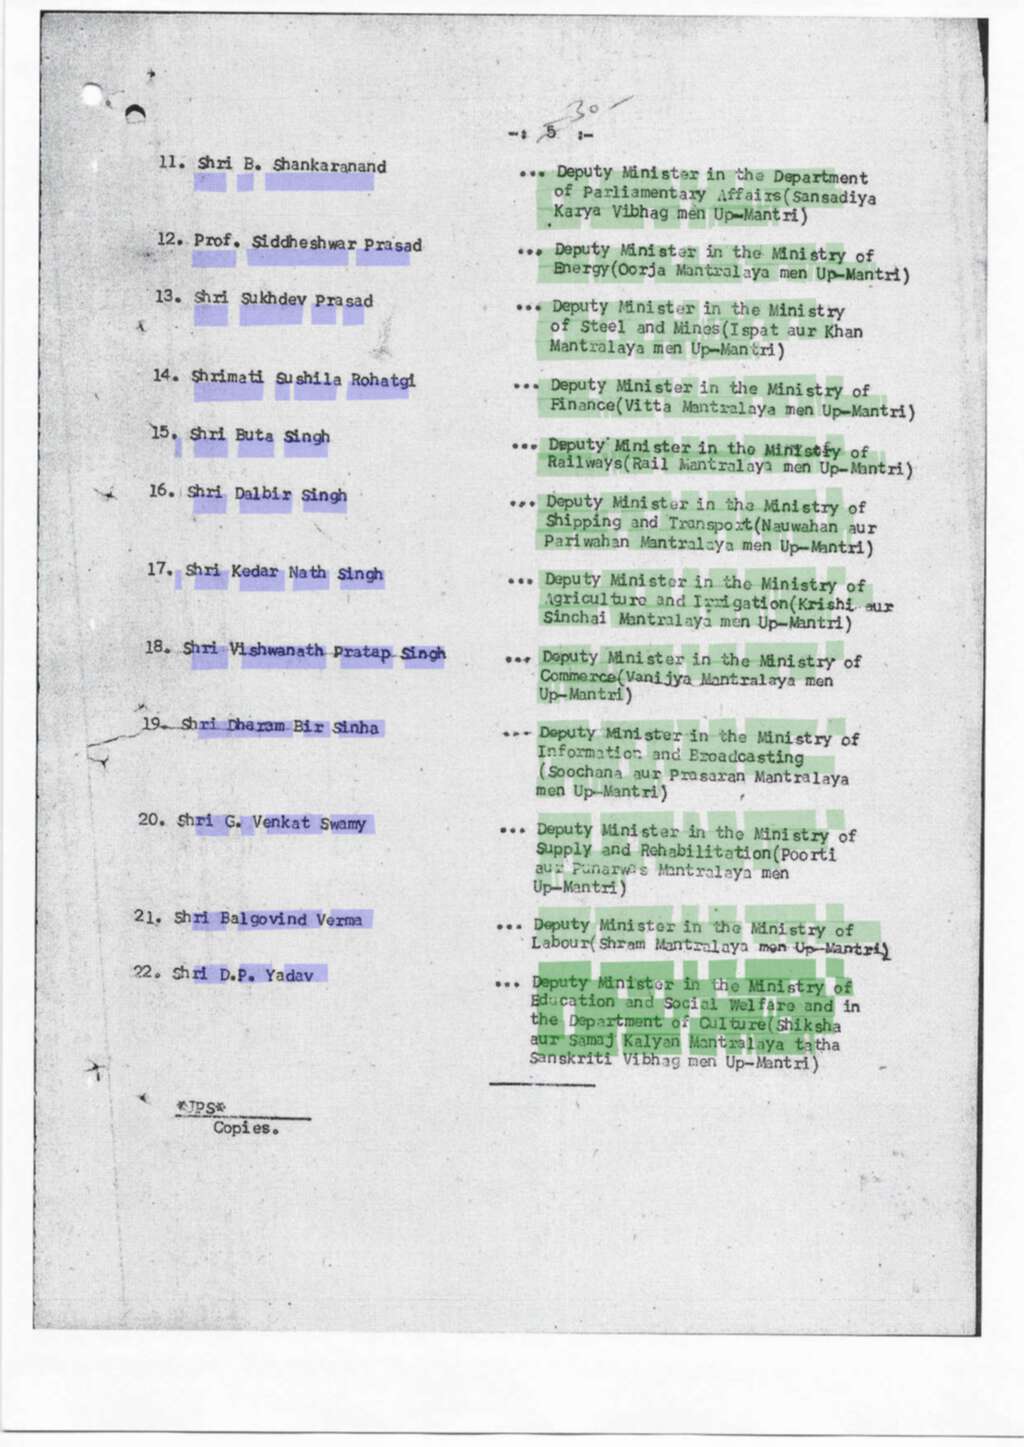 30
-: 5 :-
11. Shri B. Shankaranand ... Deputy Minister in the Department
of Parliamentary Affairs(Sansadiya
Karya Vibhag men Up-Mantri)
12. Prof. Siddheshwar Prasad ... Deputy Minister in the Ministry of
Energy(Oorja Mantralaya men Up-Mantri)
13. Shri Sukhdev Prasad ... Deputy Minister in the Ministry
of Steel and Mines(Ispat aur Khan
Mantralaya men Up-Mantri)
14. Shrimati Sushila Rohatgi ... Deputy Minister in the Ministry of
Finance(Vitta Mantralaya men Up-Mantri)
15. Shri Buta Singh ... Deputy Minister in the Ministry of
Railways(Rail Mantralaya men Up-Mantri)
16. Shri Dalbir Singh ... Deputy Minister in the Ministry of
Shipping and Transport(Nauwahan aur
Pariwahan Mantralaya men Up-Mantri)
17. Shri Kedar Nath Singh ... Deputy Minister in the Ministry of
Agriculture and Irrigation(Krishi aur
Sinchai Mantralaya men Up-Mantri)
18. Shri Vishwanath Pratap Singh ... Deputy Minister in the Ministry of
Commerce(Vanijya Mantralaya men
Up-Mantri)
19. Shri Dharam Bir Sinha ... Deputy Minister in the Ministry of
Information and Broadcasting
(Soochana aur Prasaran Mantralaya
men Up-Mantri)
20. Shri G. Venkat Swamy ... Deputy Minister in the Ministry of
Supply and Rehabilitation(Poorti
aur Punarwas Mantralaya men
Up-Mantri)
21. Shri Balgovind Verma ... Deputy Minister in the Ministry of
Labour(Shram Mantralaya men Up-Mantri)
22. Shri D.P. Yadav ... Deputy Minister in the Ministry of
Education and Social Welfare and in
the Department of Culture(Shiksha
aur Samaj Kalyan Mantralaya tatha
Sanskriti Vibhag men Up-Mantri)
*JPS*
Copies.